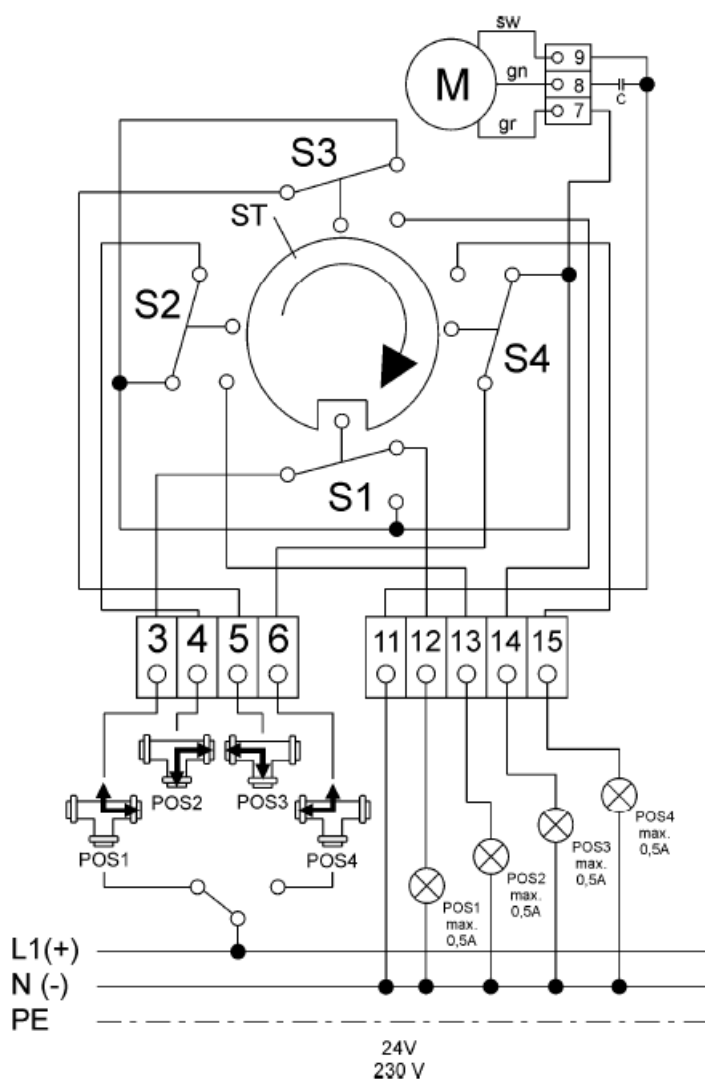 sw
9
M
gn
8
C
gr
7
S3
ST
S2
S4
S1
3 4 5 6
11 12 13 14 15
POS2
POS3
POS1
POS4
POS4
max.
0,5A
POS3
max.
0,5A
POS2
max.
0,5A
POS1
max.
0,5A
L1(+)
N (-)
PE
24V
230 V